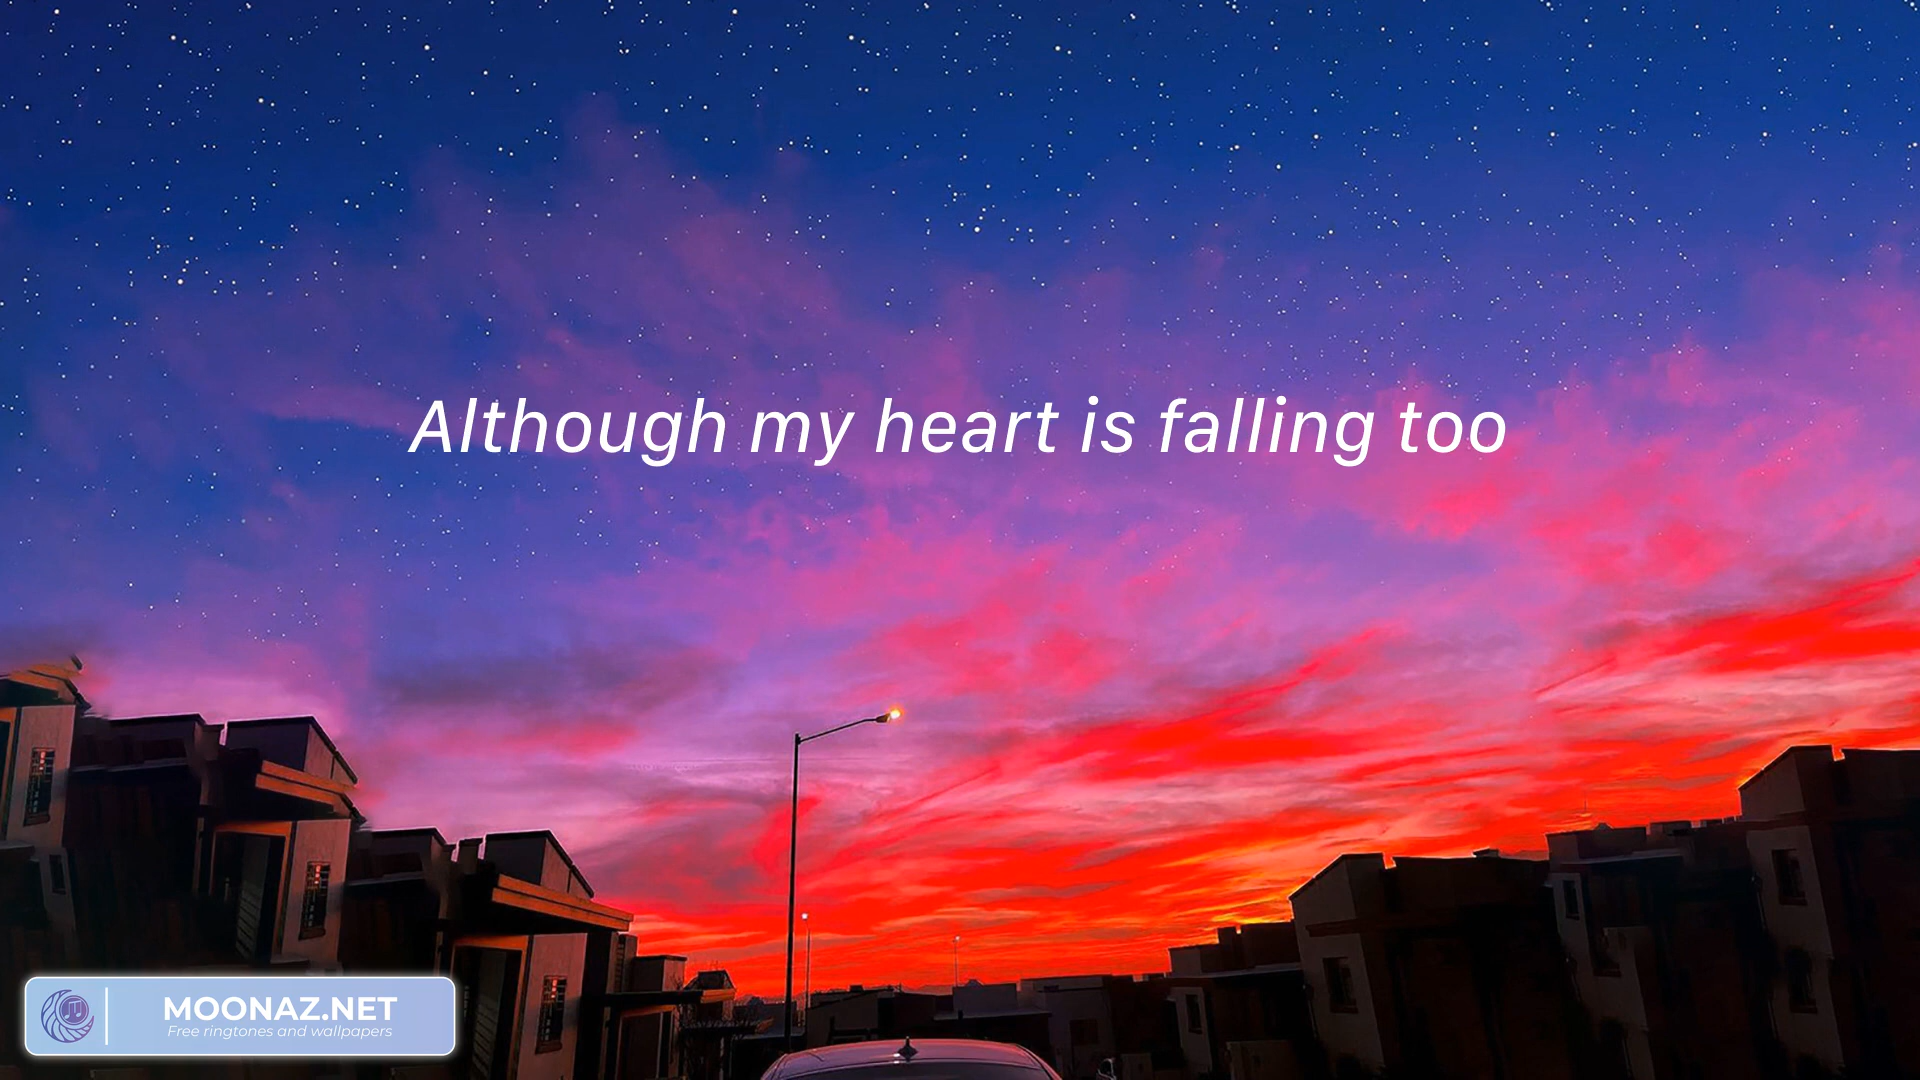 Although my heart is falling too
MOONAZ.NET
Free ringtones and wallpapers